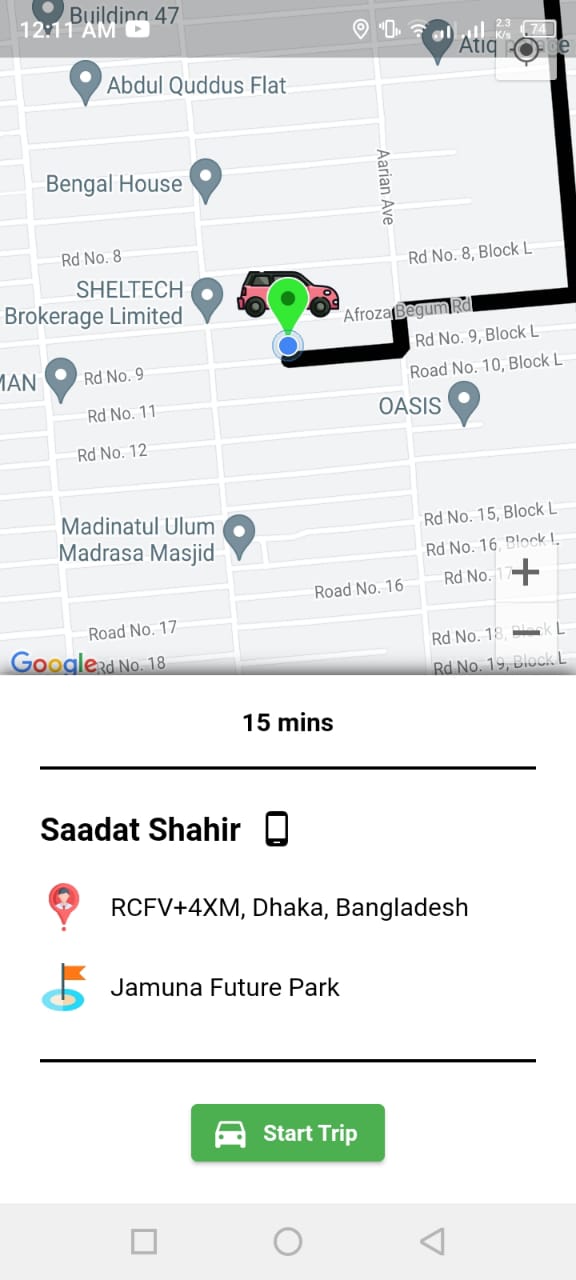 Building 47
12:11 AM
2.3
K/s
74
Atiq
Abdul Quddus Flat
Aarian Ave
Bengal House
Rd No. 8
Rd No. 8, Block L
SHELTECH
Brokerage Limited
Afroza Begum Rd
Rd No. 9, Block L
Road No. 10, Block L
MAN
Rd No. 9
OASIS
Rd No. 11
Rd No. 12
Rd No. 15, Block L
Madinatul Ulum
Madrasa Masjid
Rd No. 16, Block L
Rd No. 17
Road No. 16
Road No. 17
Rd No. 18, Block L
Google
Rd No. 18
Rd No. 19, Block L
15 mins
Saadat Shahir
RCFV+4XM, Dhaka, Bangladesh
Jamuna Future Park
Start Trip